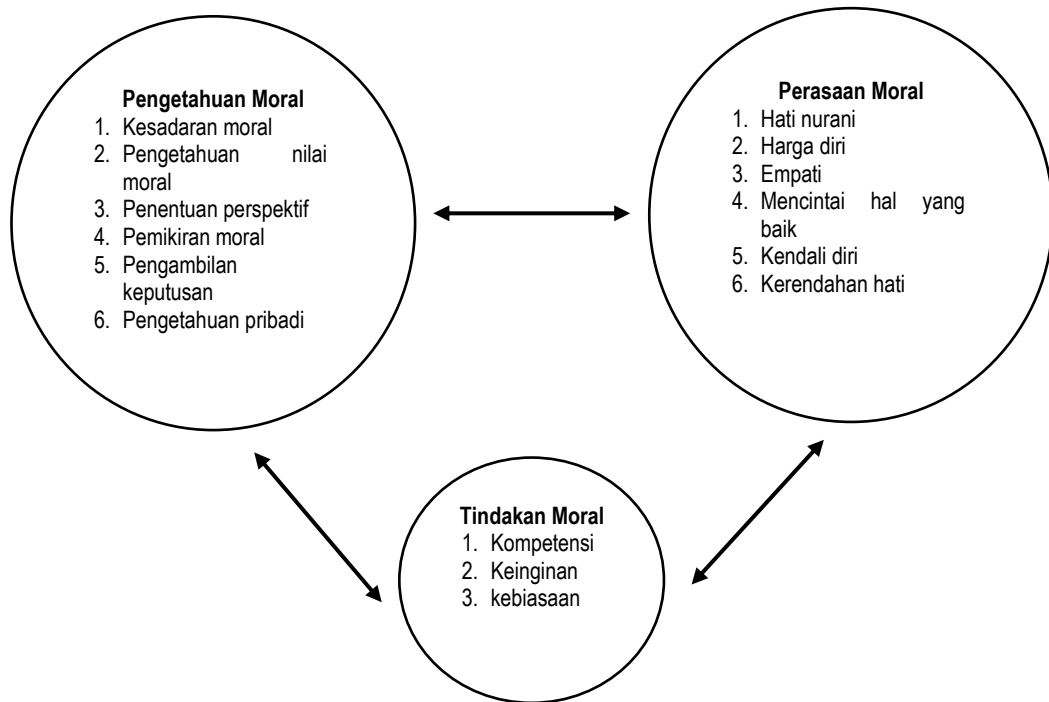 Pengetahuan Moral
1. Kesadaran moral
2. Pengetahuan nilai
moral
3. Penentuan perspektif
4. Pemikiran moral
5. Pengambilan
keputusan
6. Pengetahuan pribadi
Perasaan Moral
1. Hati nurani
2. Harga diri
3. Empati
4. Mencintai hal yang
baik
5. Kendali diri
6. Kerendahan hati
Tindakan Moral
1. Kompetensi
2. Keinginan
3. kebiasaan